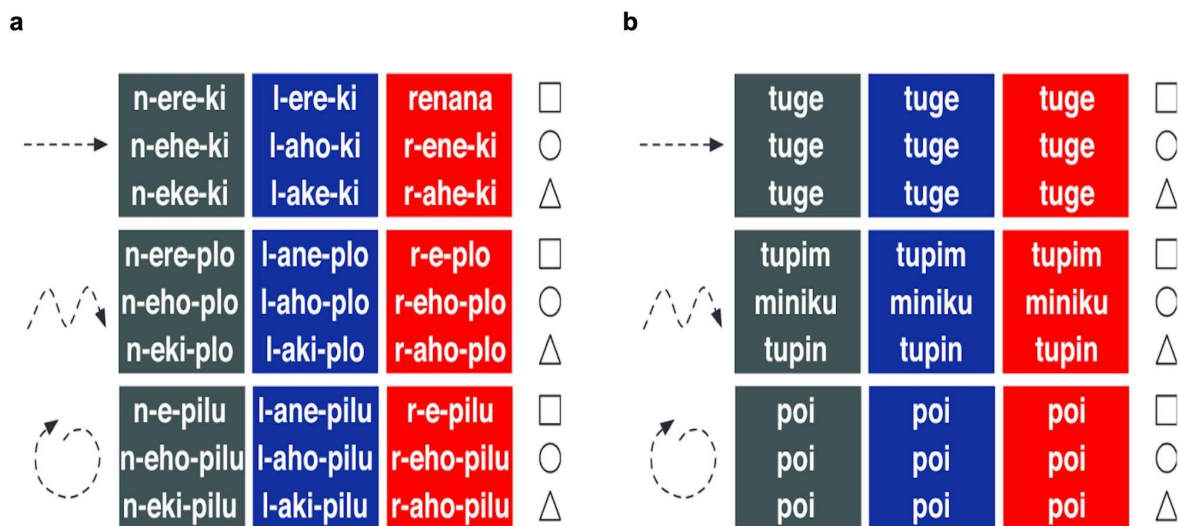 a
n-ere-ki l-ere-ki renana
n-ehe-ki l-aho-ki r-ene-ki
n-eke-ki l-ake-ki r-ahe-ki
n-ere-plo l-ane-plo r-e-plo
n-eho-plo l-aho-plo r-eho-plo
n-eki-plo l-aki-plo r-aho-plo
n-e-pilu l-ane-pilu r-e-pilu
n-eho-pilu l-aho-pilu r-eho-pilu
n-eki-pilu l-aki-pilu r-aho-pilu
b
tuge tuge tuge
tuge tuge tuge
tuge tuge tuge
tupim tupim tupim
miniku miniku miniku
tupin tupin tupin
poi poi poi
poi poi poi
poi poi poi